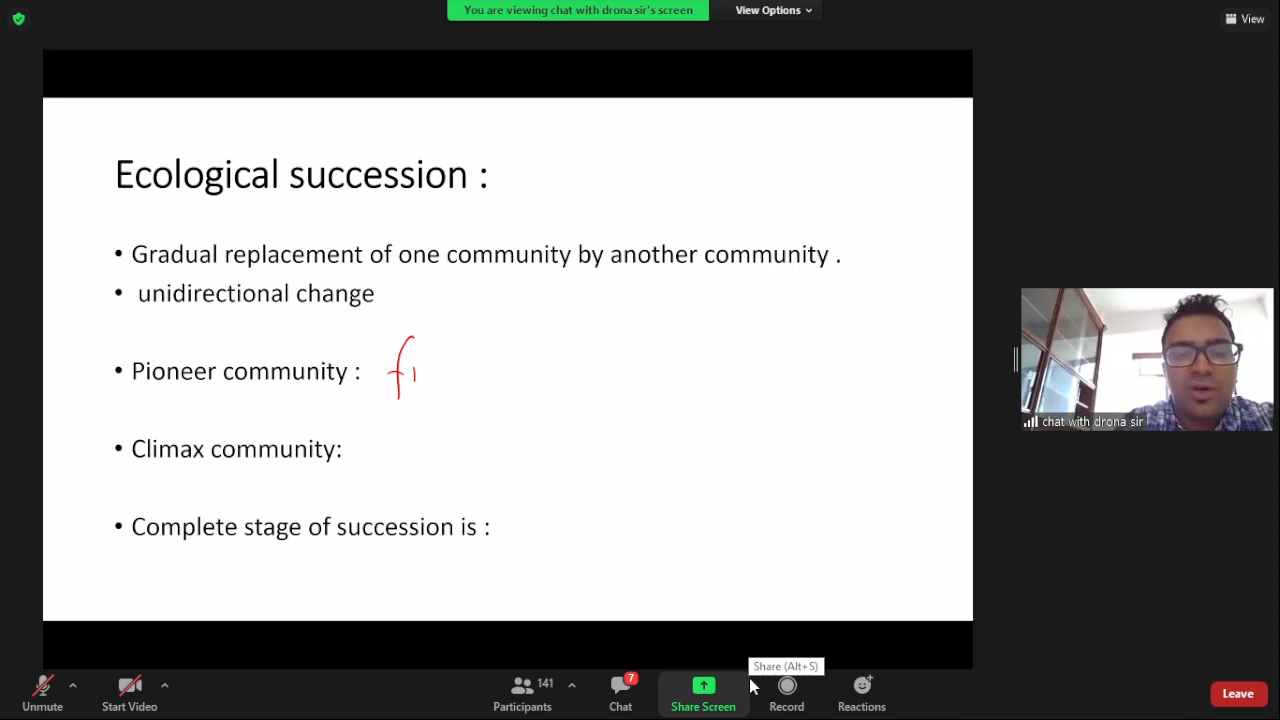 You are viewing chat with drona sir's screen
View Options
View
Ecological succession :
• Gradual replacement of one community by another community .
• unidirectional change
• Pioneer community : fi
• Climax community:
• Complete stage of succession is :
chat with drona sir
Share (Alt+S)
141
7
Unmute
Start Video
Participants
Chat
Share Screen
Record
Reactions
Leave